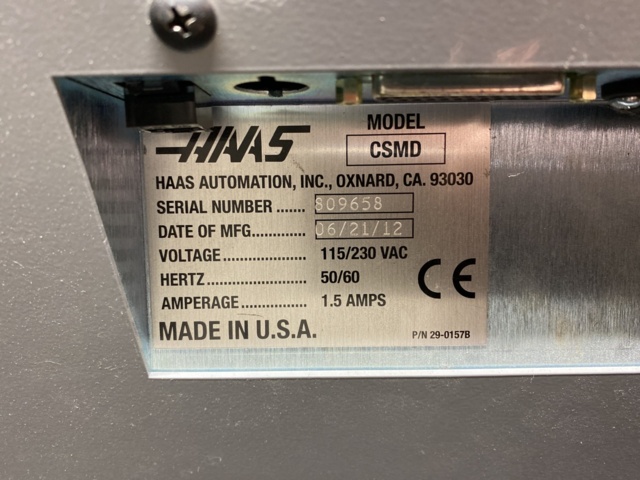 HAAS
MODEL
CSMD
HAAS AUTOMATION, INC., OXNARD, CA. 93030
SERIAL NUMBER ....... 809658
DATE OF MFG............ 06/21/12
VOLTAGE ................... 115/230 VAC
HERTZ ........................ 50/60
AMPERAGE ............... 1.5 AMPS
CE
MADE IN U.S.A.
P/N 29-0157B